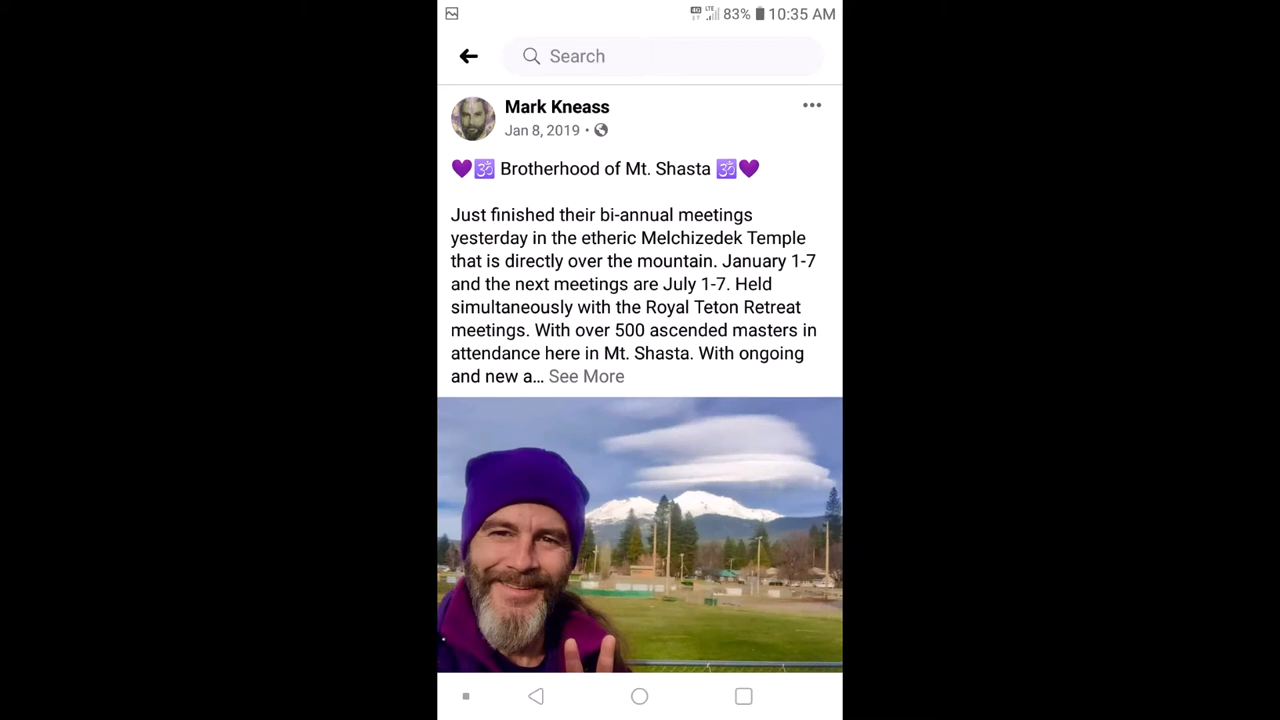 83% 10:35 AM
Search
Mark Kneass
Jan 8, 2019 •
💜🕉 Brotherhood of Mt. Shasta 🕉💜
Just finished their bi-annual meetings
yesterday in the etheric Melchizedek Temple
that is directly over the mountain. January 1-7
and the next meetings are July 1-7. Held
simultaneously with the Royal Teton Retreat
meetings. With over 500 ascended masters in
attendance here in Mt. Shasta. With ongoing
and new a... See More